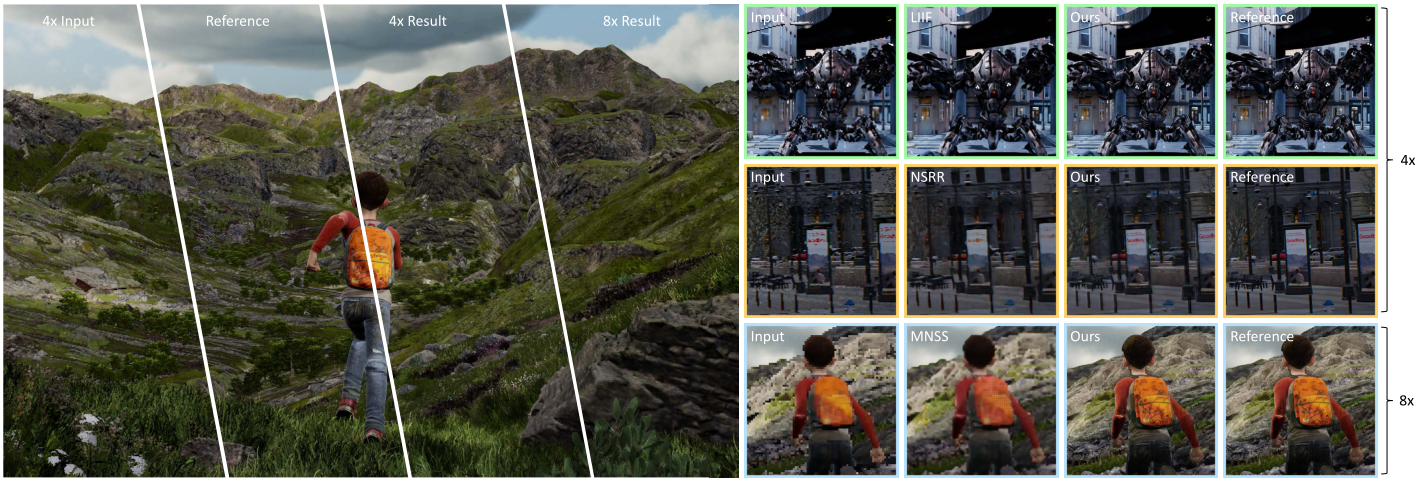 4x Input Reference 4x Result 8x Result
Input LIIF Ours Reference
4x
Input NSRR Ours Reference
Input MNSS Ours Reference
8x